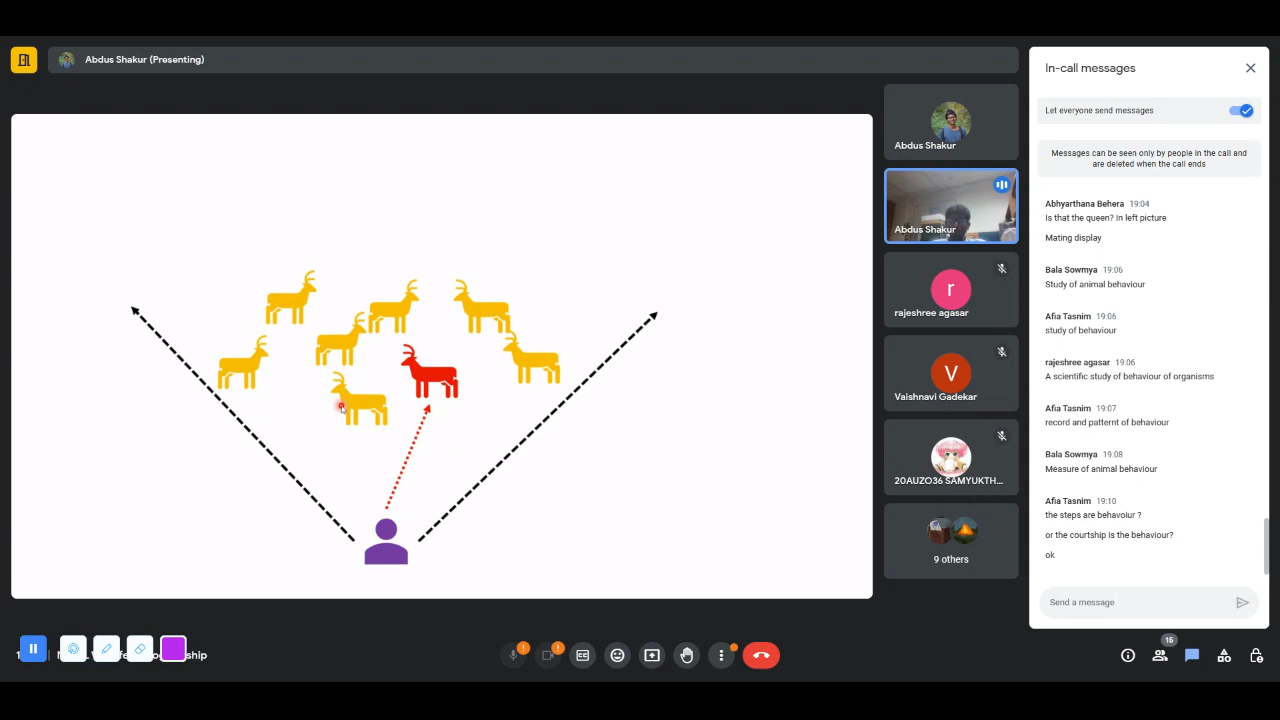 Abdus Shakur (Presenting)
Abdus Shakur
Abdus Shakur
r
rajeshree agasar
V
Vaishnavi Gadekar
20AUZO36 SAMYUKTH...
9 others
In-call messages
Let everyone send messages
Messages can be seen only by people in the call and
are deleted when the call ends
Abhyarthana Behera 19:04
Is that the queen? In left picture
Mating display
Bala Sowmya 19:06
Study of animal behaviour
Afia Tasnim 19:06
study of behaviour
rajeshree agasar 19:06
A scientific study of behaviour of organisms
Afia Tasnim 19:07
record and patternt of behaviour
Bala Sowmya 19:08
Measure of animal behaviour
Afia Tasnim 19:10
the steps are behavoiur ?
or the courtship is the behaviour?
ok
Send a message
15